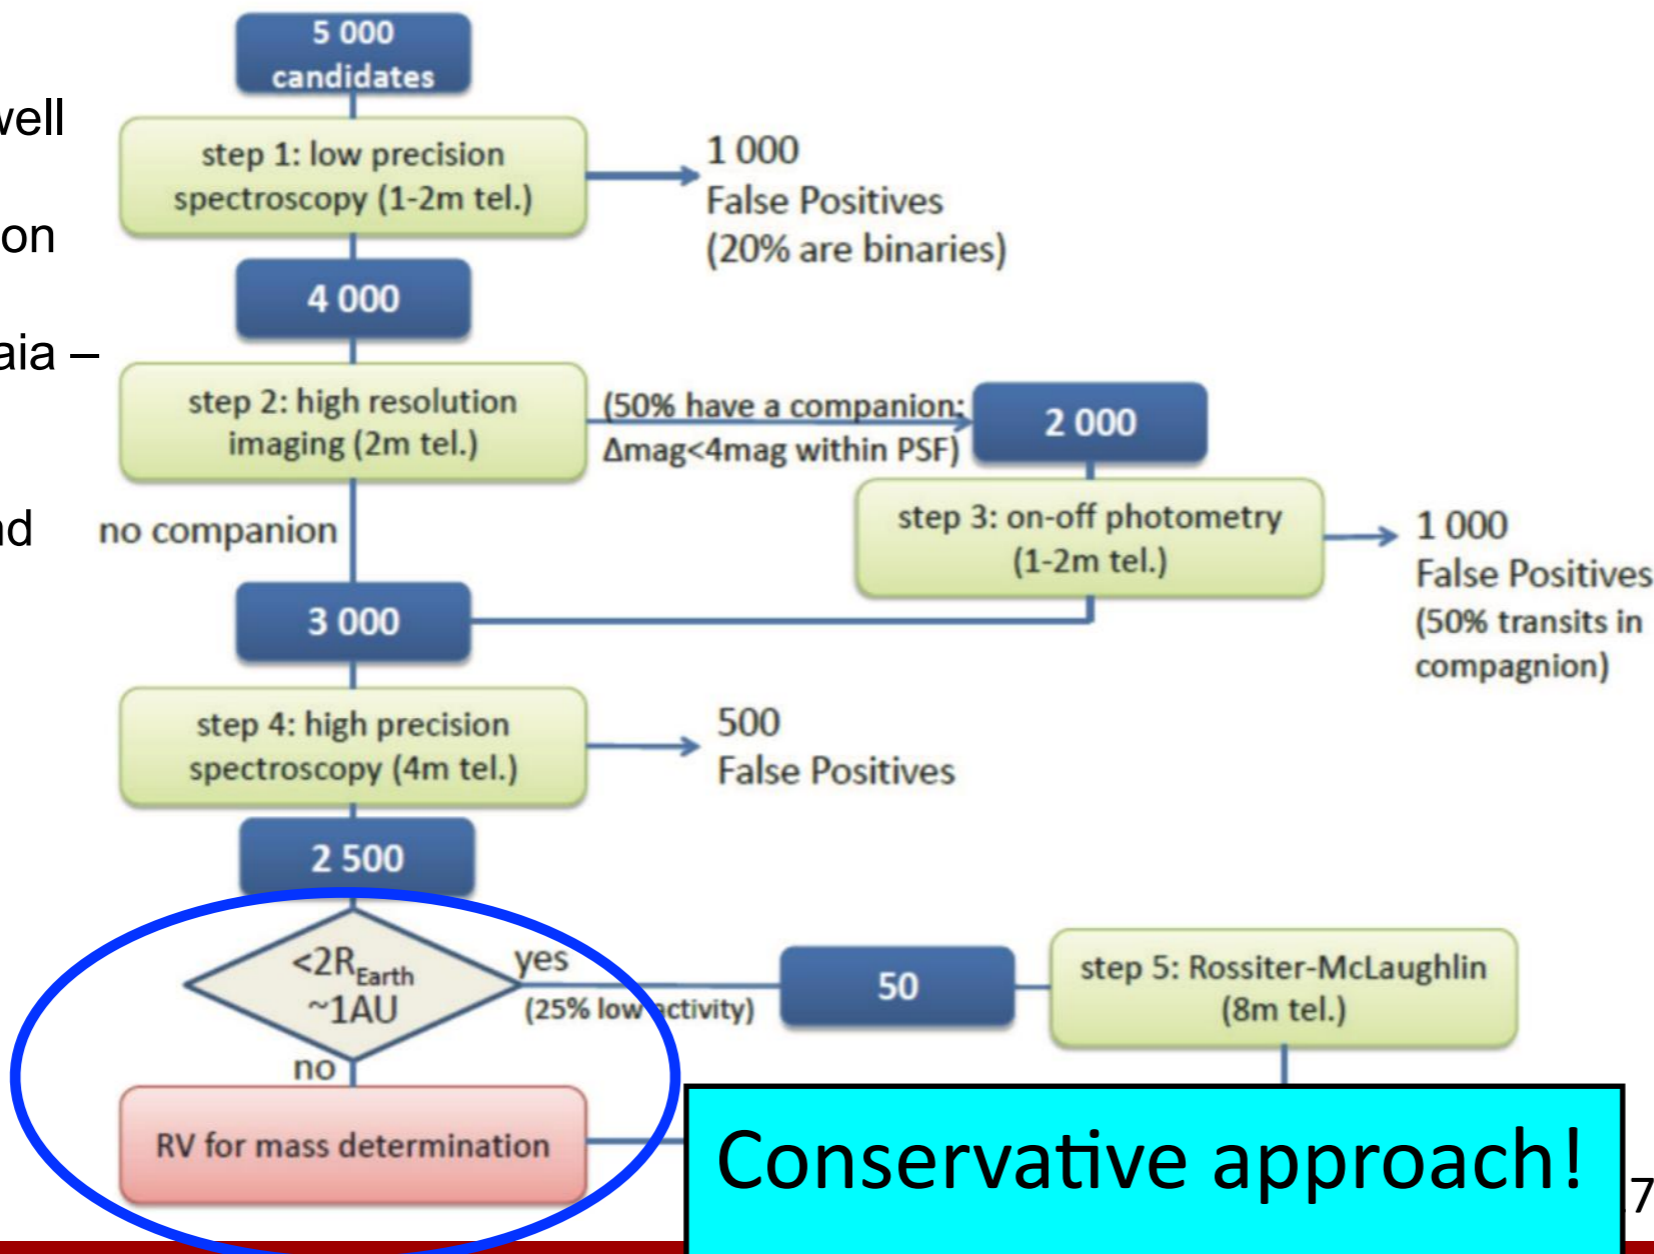 5 000
candidates
well
step 1: low precision
spectroscopy (1-2m tel.)
1 000
False Positives
(20% are binaries)
on
4 000
aia –
step 2: high resolution
imaging (2m tel.)
(50% have a companion;
Δmag<4mag within PSF)
2 000
nd
no companion
step 3: on-off photometry
(1-2m tel.)
1 000
False Positives
(50% transits in
compagnion)
3 000
step 4: high precision
spectroscopy (4m tel.)
500
False Positives
2 500
<2R_Earth
~1AU
yes
(25% low activity)
50
step 5: Rossiter-McLaughlin
(8m tel.)
no
RV for mass determination
Conservative approach!
7